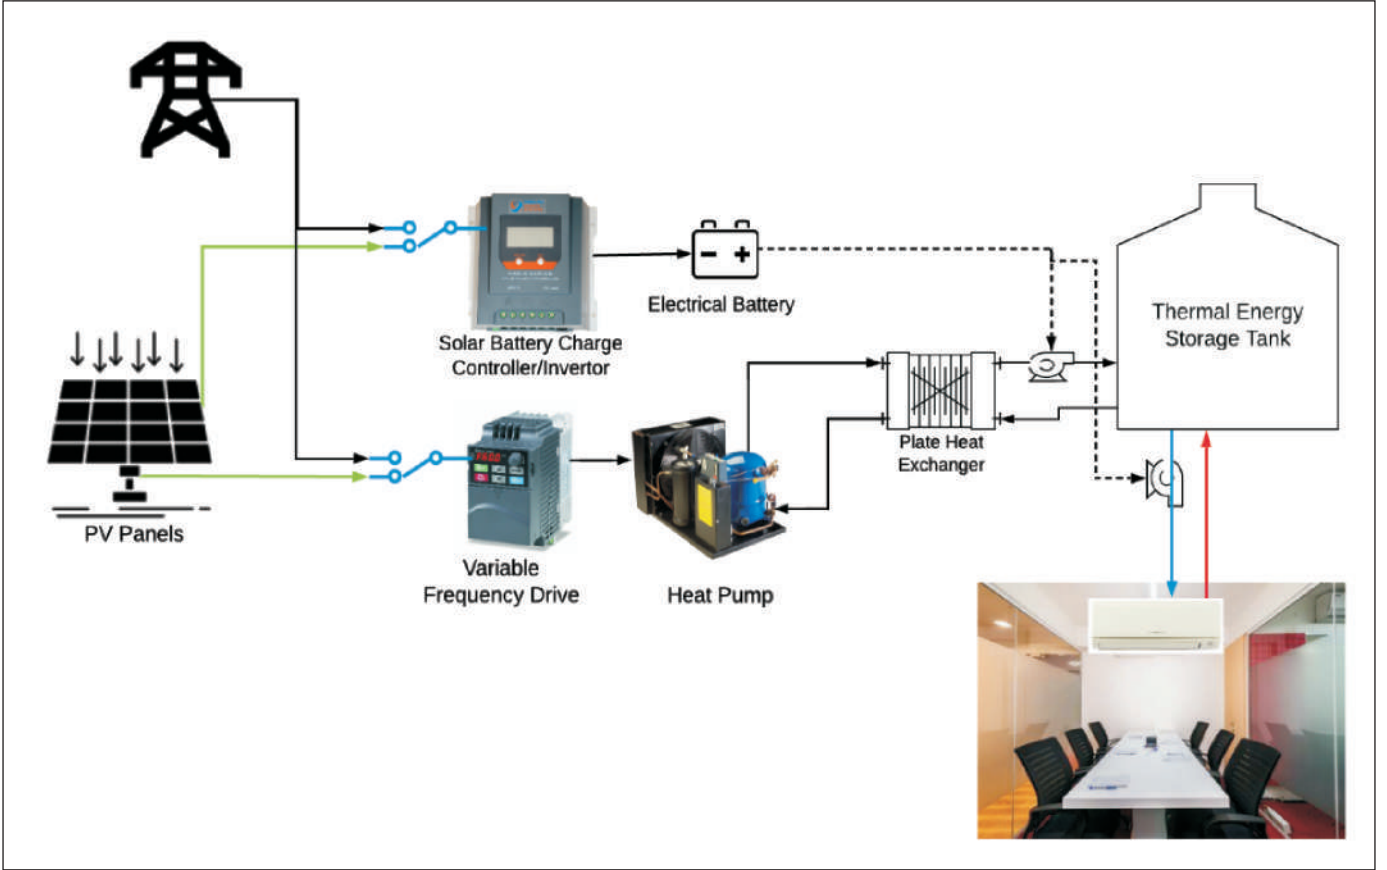 Electrical Battery
Thermal Energy
Storage Tank
Solar Battery Charge
Controller/Invertor
Plate Heat
Exchanger
PV Panels
Variable
Frequency Drive
Heat Pump